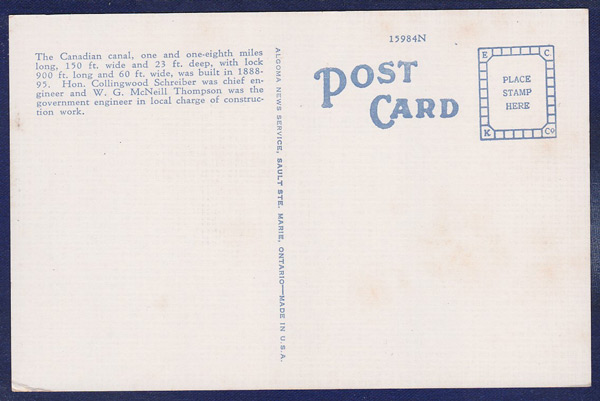 The Canadian canal, one and one-eighth miles
long, 150 ft. wide and 23 ft. deep, with lock
900 ft. long and 60 ft. wide, was built in 1888-
95. Hon. Collingwood Schreiber was chief en-
gineer and W. G. McNeill Thompson was the
government engineer in local charge of construc-
tion work.
ALGOMA NEWS SERVICE, SAULT STE. MARIE, ONTARIO—MADE IN U.S.A.
15984N
POST
CARD
E C
PLACE
STAMP
HERE
K Co